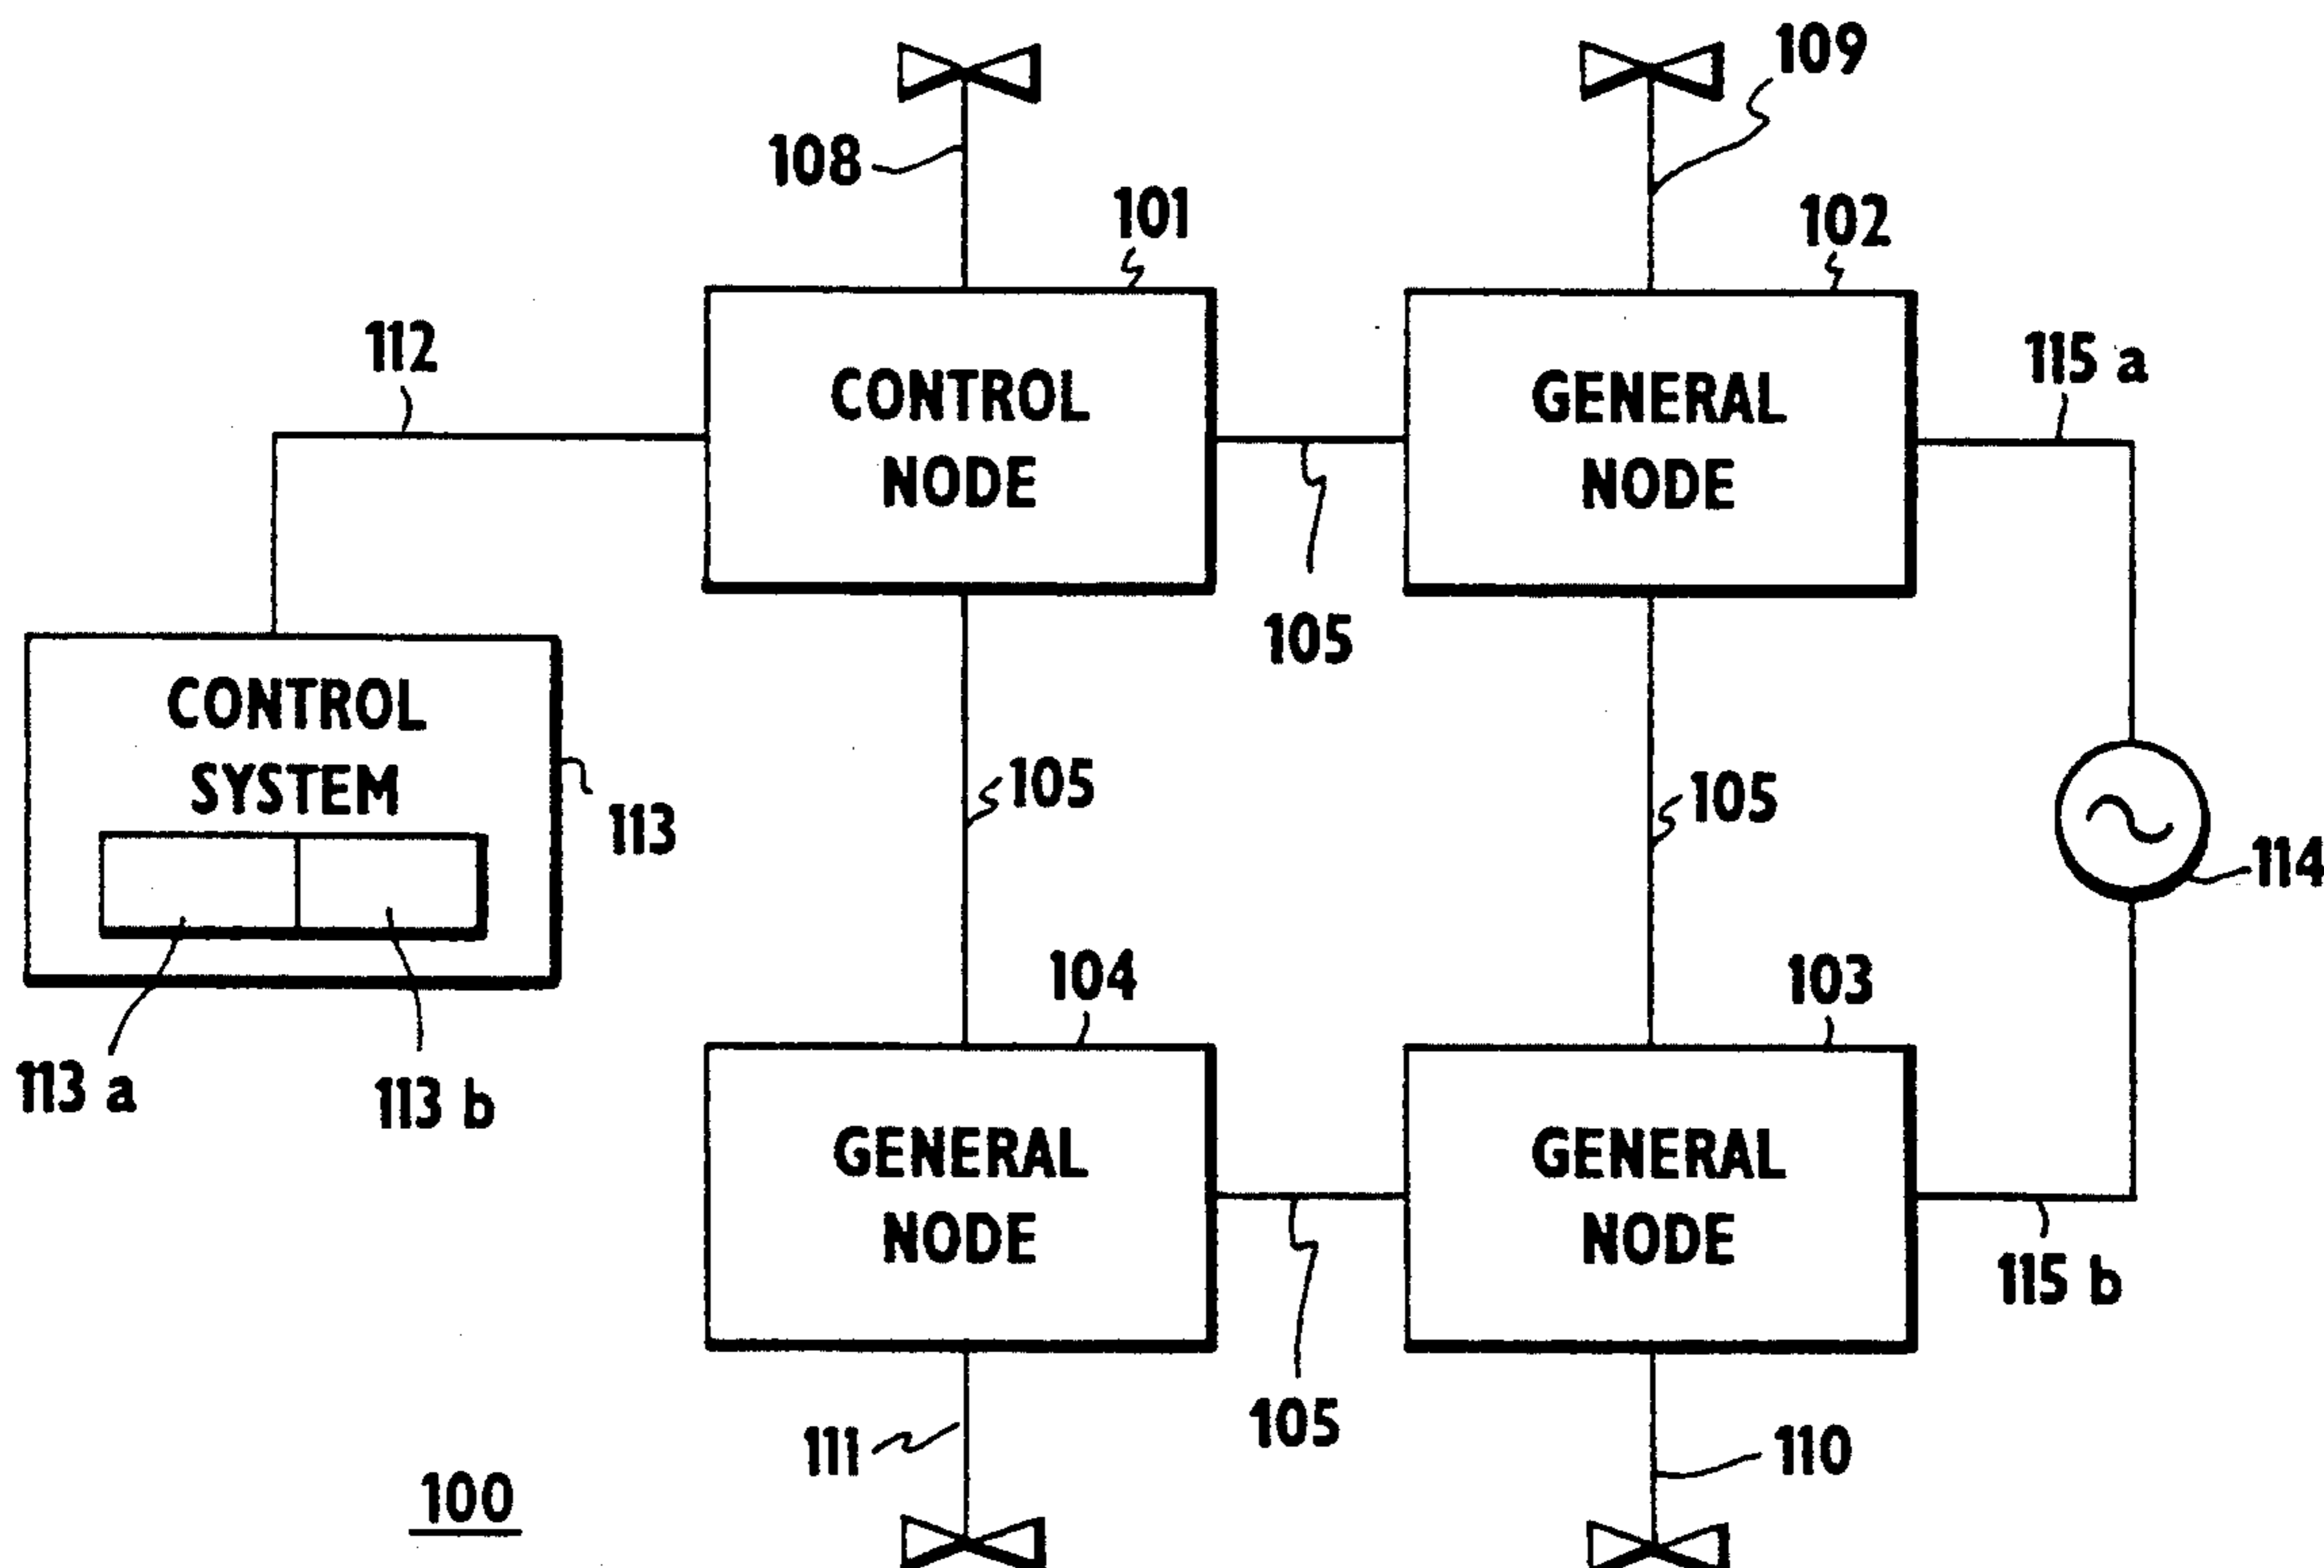 109
108
101
102
112
115 a
CONTROL
NODE
GENERAL
NODE
105
CONTROL
SYSTEM
113
105
105
114
104
103
113 a
113 b
GENERAL
NODE
GENERAL
NODE
115 b
105
111
110
100